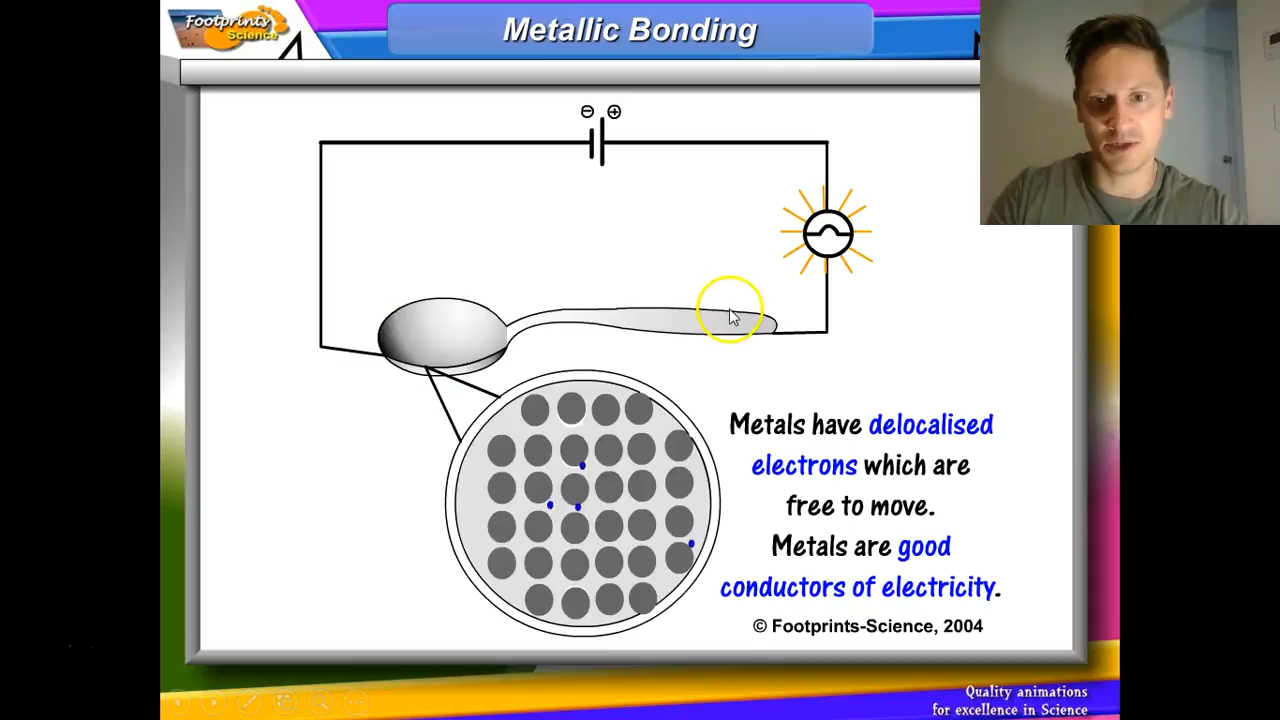 Footprints
Science
Metallic Bonding
Metals have delocalised
electrons which are
free to move.
Metals are good
conductors of electricity.
© Footprints-Science, 2004
Quality animations
for excellence in Science